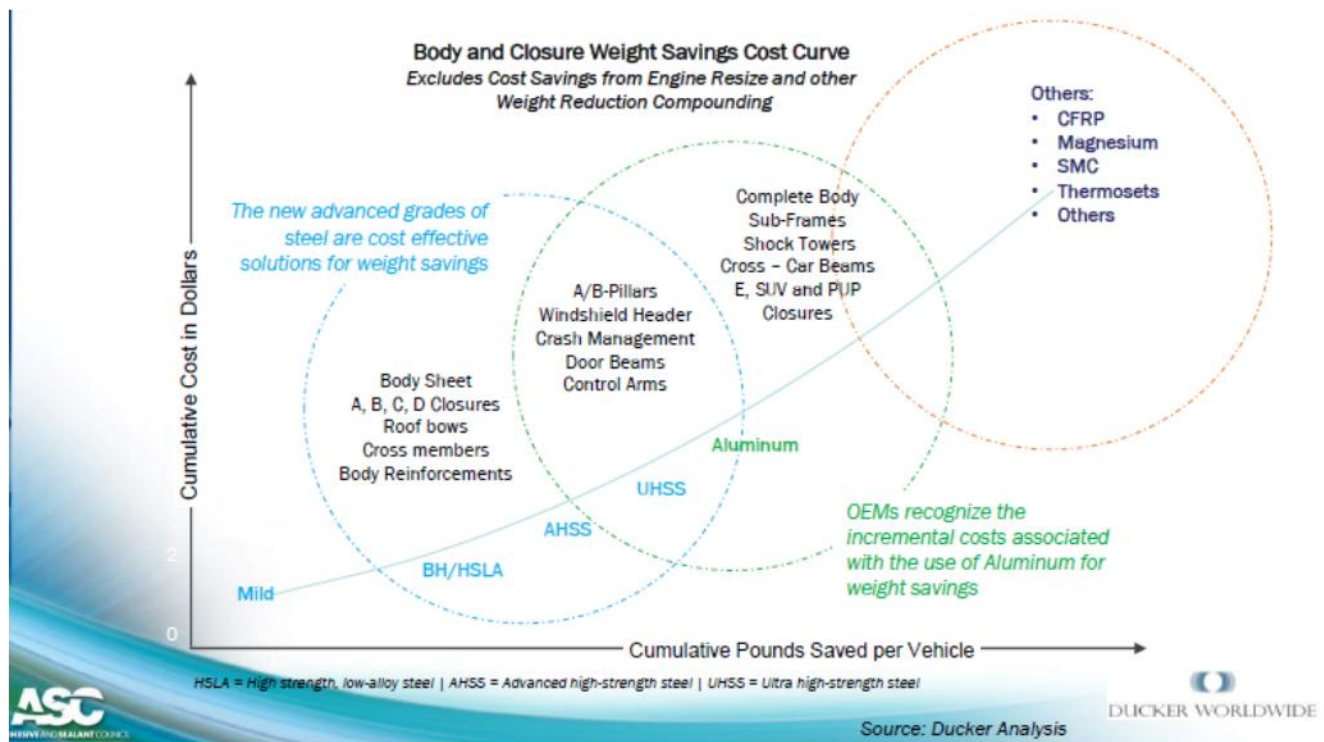 Body and Closure Weight Savings Cost Curve
Excludes Cost Savings from Engine Resize and other
Weight Reduction Compounding
Others:
• CFRP
• Magnesium
• SMC
• Thermosets
• Others
The new advanced grades of
steel are cost effective
solutions for weight savings
Complete Body
Sub-Frames
Shock Towers
Cross – Car Beams
E, SUV and PUP
Closures
A/B-Pillars
Windshield Header
Crash Management
Door Beams
Control Arms
Body Sheet
A, B, C, D Closures
Roof bows
Cross members
Body Reinforcements
Cumulative Cost in Dollars
Aluminum
UHSS
AHSS
BH/HSLA
Mild
OEMs recognize the
incremental costs associated
with the use of Aluminum for
weight savings
2
0
Cumulative Pounds Saved per Vehicle
HSLA = High strength, low-alloy steel | AHSS = Advanced high-strength steel | UHSS = Ultra high-strength steel
ASC
HESIVE AND SEALANT COUNCIL
DUCKER WORLDWIDE
Source: Ducker Analysis